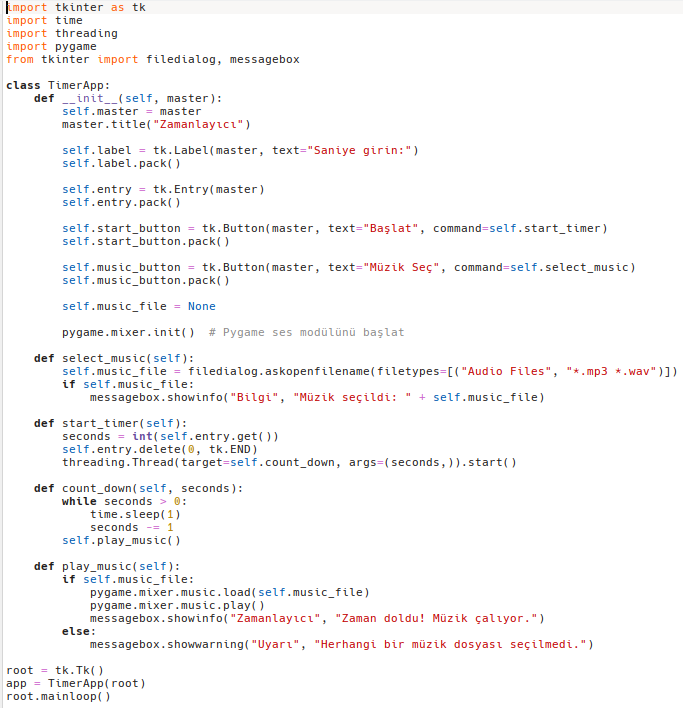 import tkinter as tk
import time
import threading
import pygame
from tkinter import filedialog, messagebox

class TimerApp:
    def __init__(self, master):
        self.master = master
        master.title("Zamanlayıcı")

        self.label = tk.Label(master, text="Saniye girin:")
        self.label.pack()

        self.entry = tk.Entry(master)
        self.entry.pack()

        self.start_button = tk.Button(master, text="Başlat", command=self.start_timer)
        self.start_button.pack()

        self.music_button = tk.Button(master, text="Müzik Seç", command=self.select_music)
        self.music_button.pack()

        self.music_file = None

        pygame.mixer.init()  # Pygame ses modülünü başlat

    def select_music(self):
        self.music_file = filedialog.askopenfilename(filetypes=[("Audio Files", "*.mp3 *.wav")])
        if self.music_file:
            messagebox.showinfo("Bilgi", "Müzik seçildi: " + self.music_file)

    def start_timer(self):
        seconds = int(self.entry.get())
        self.entry.delete(0, tk.END)
        threading.Thread(target=self.count_down, args=(seconds,)).start()

    def count_down(self, seconds):
        while seconds > 0:
            time.sleep(1)
            seconds -= 1
        self.play_music()

    def play_music(self):
        if self.music_file:
            pygame.mixer.music.load(self.music_file)
            pygame.mixer.music.play()
            messagebox.showinfo("Zamanlayıcı", "Zaman doldu! Müzik çalıyor.")
        else:
            messagebox.showwarning("Uyarı", "Herhangi bir müzik dosyası seçilmedi.")

root = tk.Tk()
app = TimerApp(root)
root.mainloop()